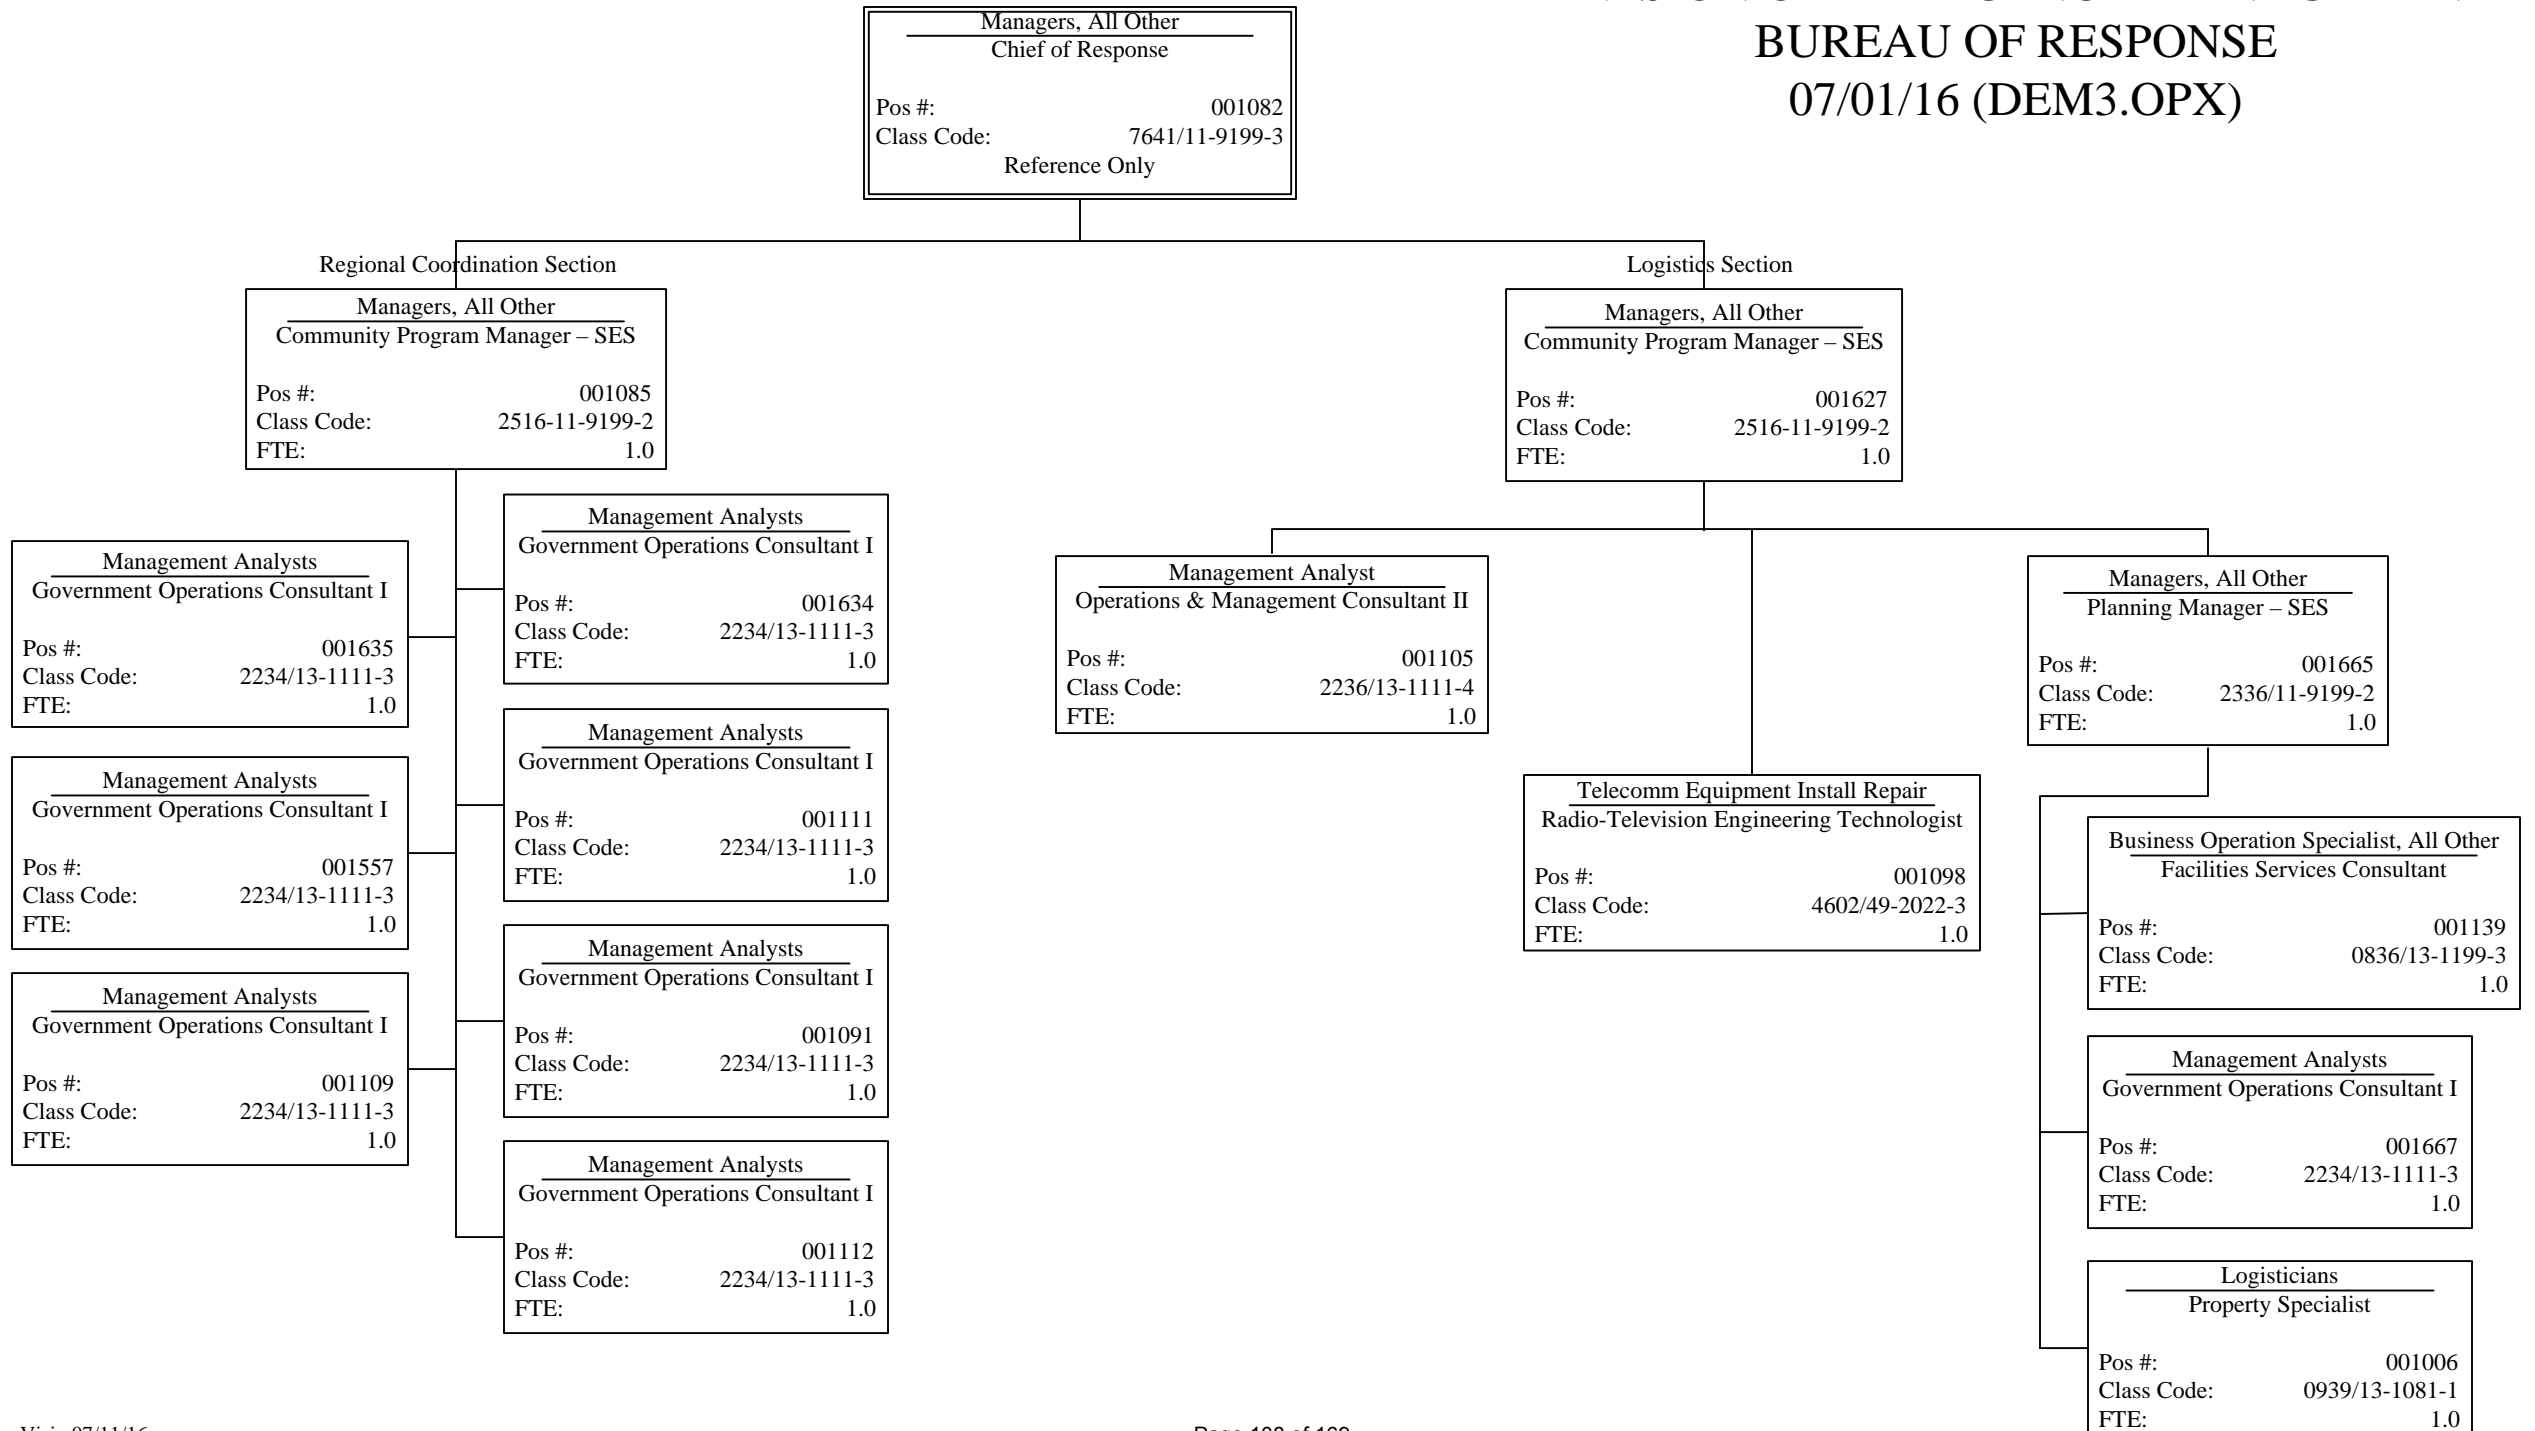 BUREAU OF RESPONSE
07/01/16 (DEM3.OPX)
Managers, All Other
Chief of Response
Pos #: 001082
Class Code: 7641/11-9199-3
Reference Only
Regional Coordination Section
Managers, All Other
Community Program Manager – SES
Pos #: 001085
Class Code: 2516-11-9199-2
FTE: 1.0
Management Analysts
Government Operations Consultant I
Pos #: 001635
Class Code: 2234/13-1111-3
FTE: 1.0
Management Analysts
Government Operations Consultant I
Pos #: 001557
Class Code: 2234/13-1111-3
FTE: 1.0
Management Analysts
Government Operations Consultant I
Pos #: 001109
Class Code: 2234/13-1111-3
FTE: 1.0
Management Analysts
Government Operations Consultant I
Pos #: 001634
Class Code: 2234/13-1111-3
FTE: 1.0
Management Analysts
Government Operations Consultant I
Pos #: 001111
Class Code: 2234/13-1111-3
FTE: 1.0
Management Analysts
Government Operations Consultant I
Pos #: 001091
Class Code: 2234/13-1111-3
FTE: 1.0
Management Analysts
Government Operations Consultant I
Pos #: 001112
Class Code: 2234/13-1111-3
FTE: 1.0
Logistics Section
Managers, All Other
Community Program Manager – SES
Pos #: 001627
Class Code: 2516-11-9199-2
FTE: 1.0
Management Analyst
Operations & Management Consultant II
Pos #: 001105
Class Code: 2236/13-1111-4
FTE: 1.0
Telecomm Equipment Install Repair
Radio-Television Engineering Technologist
Pos #: 001098
Class Code: 4602/49-2022-3
FTE: 1.0
Managers, All Other
Planning Manager – SES
Pos #: 001665
Class Code: 2336/11-9199-2
FTE: 1.0
Business Operation Specialist, All Other
Facilities Services Consultant
Pos #: 001139
Class Code: 0836/13-1199-3
FTE: 1.0
Management Analysts
Government Operations Consultant I
Pos #: 001667
Class Code: 2234/13-1111-3
FTE: 1.0
Logisticians
Property Specialist
Pos #: 001006
Class Code: 0939/13-1081-1
FTE: 1.0